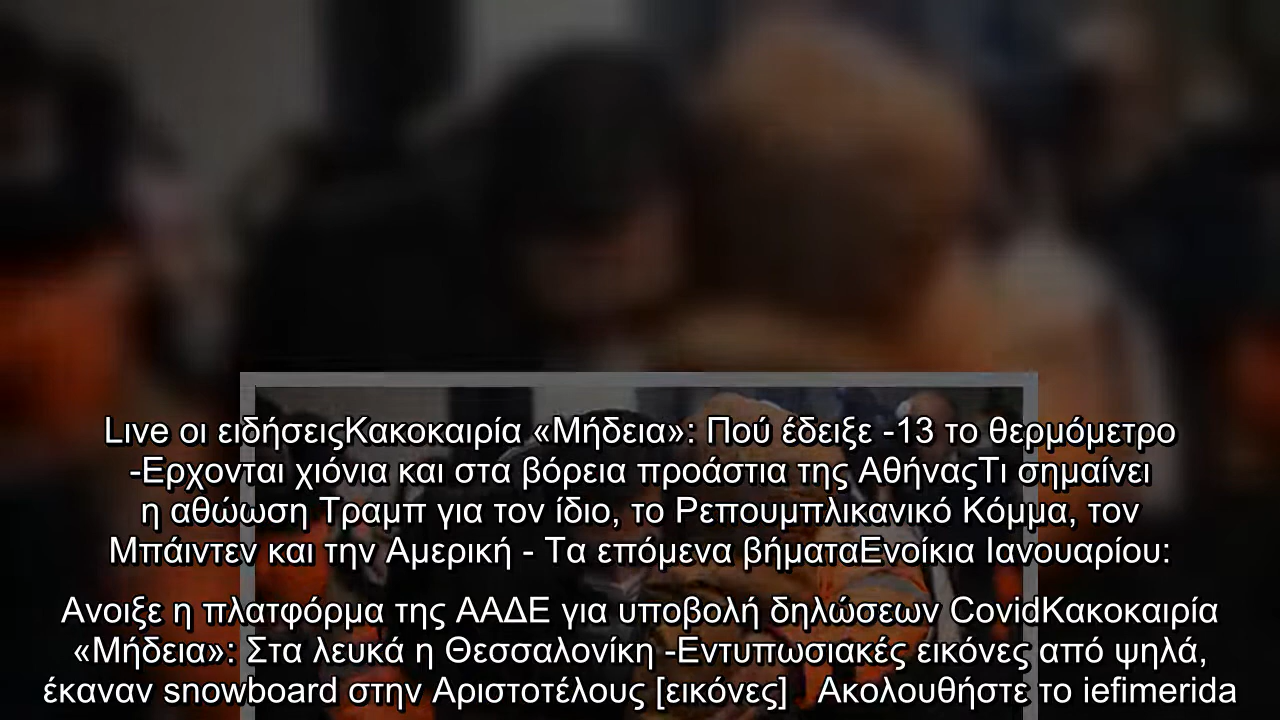 Lιve οι ειδήσειςΚακοκαιρία «Μήδεια»: Πού έδειξε -13 το θερμόμετρο
-Ερχονται χιόνια και στα βόρεια προάστια της ΑθήναςΤι σημαίνει
η αθώωση Τραμπ για τον ίδιο, το Ρεπουμπλικανικό Κόμμα, τον
Μπάιντεν και την Αμερική - Τα επόμενα βήματαΕνοίκια Ιανουαρίου:
Ανοιξε η πλατφόρμα της ΑΑΔΕ για υποβολή δηλώσεων CovidΚακοκαιρία
«Μήδεια»: Στα λευκά η Θεσσαλονίκη -Εντυπωσιακές εικόνες από ψηλά,
έκαναν snowboard στην Αριστοτέλους [εικόνες]   Ακολουθήστε το iefimerida